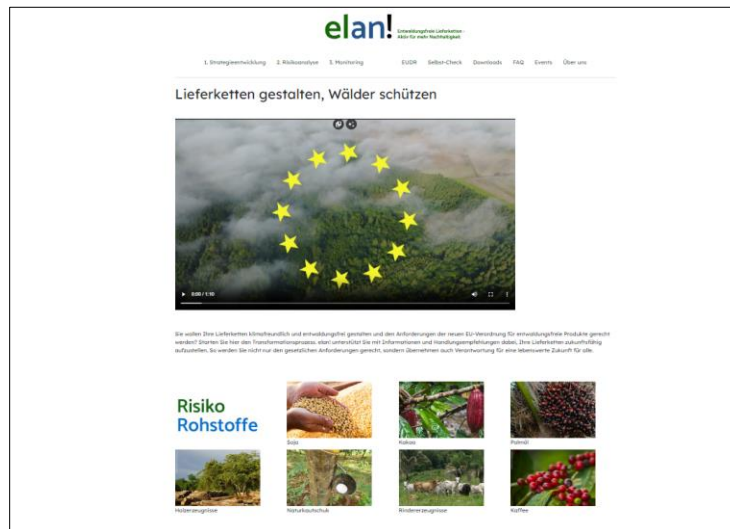 elan!
Entwaldungsfreie Lieferketten -
Aktiv für mehr Nachhaltigkeit
1. Strategieentwicklung 2. Risikoanalyse 3. Monitoring EUDR Selbst-Check Downloads FAQ Events Über uns
Lieferketten gestalten, Wälder schützen
0:00 / 1:10
Sie wollen Ihre Lieferketten klimafreundlich und entwaldungsfrei gestalten und den Anforderungen der neuen EU-Verordnung für entwaldungsfreie Produkte gerecht
werden? Starten Sie hier den Transformationsprozess. elan! unterstützt Sie mit Informationen und Handlungsempfehlungen dabei, Ihre Lieferketten zukunftsfähig
aufzustellen. So werden Sie nicht nur den gesetzlichen Anforderungen gerecht, sondern übernehmen auch Verantwortung für eine lebenswerte Zukunft für alle.
Risiko
Rohstoffe
Soja
Kakao
Palmöl
Holzerzeugnisse
Naturkautschuk
Rindererzeugnisse
Kaffee